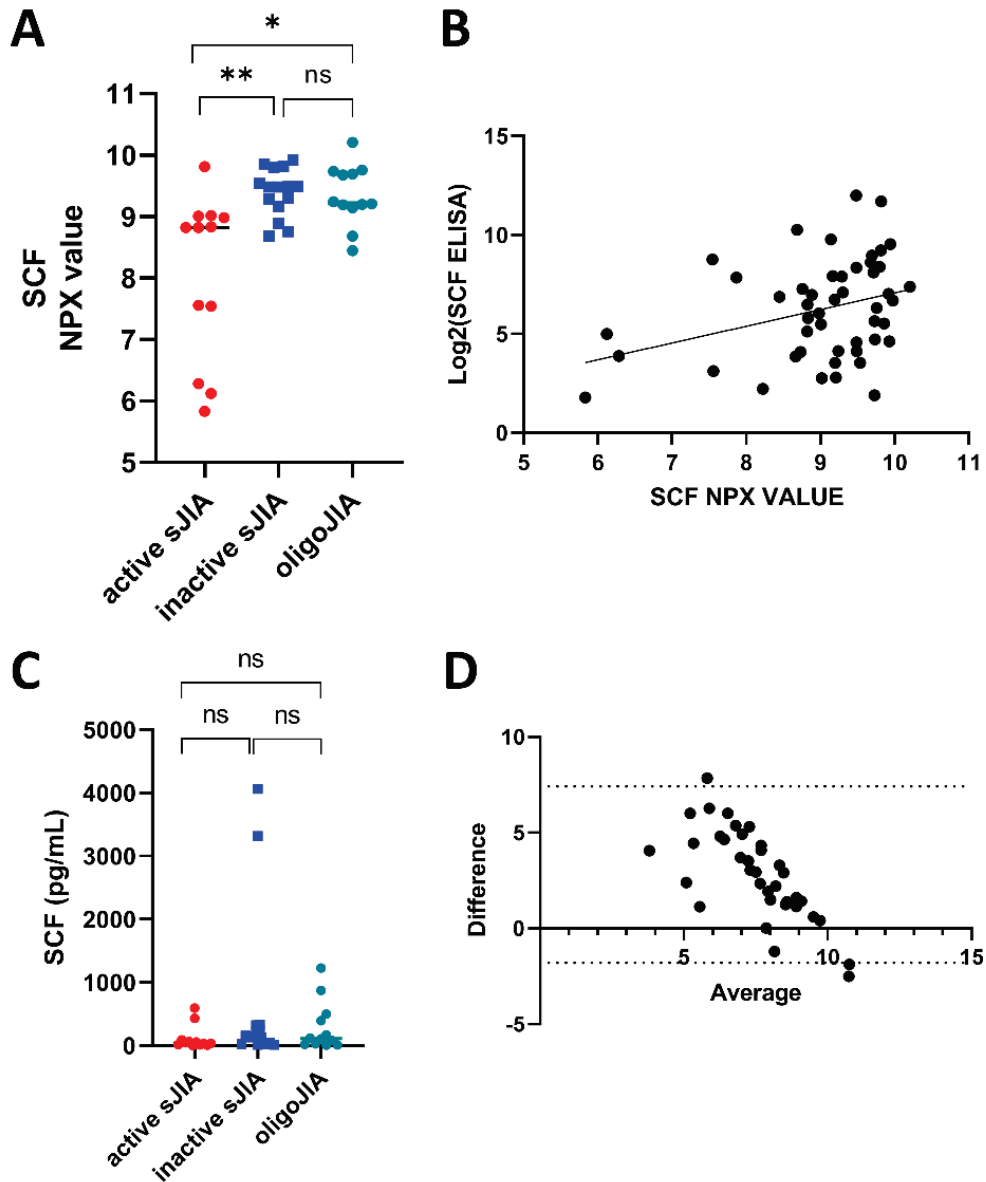 A
*
** ns
11
10
9
8
7
6
5
SCF
NPX value
active sJIA
inactive sJIA
oligoJIA
B
15
10
5
0
Log2(SCF ELISA)
5 6 7 8 9 10 11
SCF NPX VALUE
C
ns
ns ns
5000
4000
3000
2000
1000
0
SCF (pg/mL)
active sJIA
inactive sJIA
oligoJIA
D
10
5
0
-5
Difference
5 10 15
Average